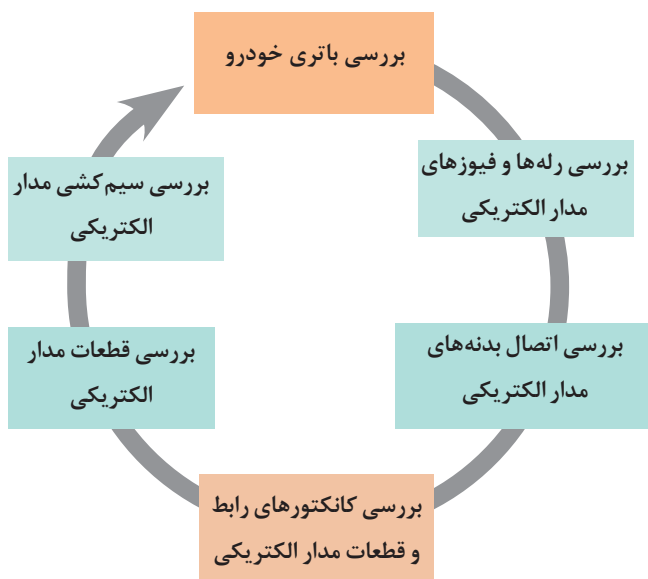 بررسی باتری خودرو
بررسی رله‌ها و فیوزهای
مدار الکتریکی
بررسی اتصال بدنه‌های
مدار الکتریکی
بررسی کانکتورهای رابط
و قطعات مدار الکتریکی
بررسی قطعات مدار
الکتریکی
بررسی سیم‌کشی مدار
الکتریکی